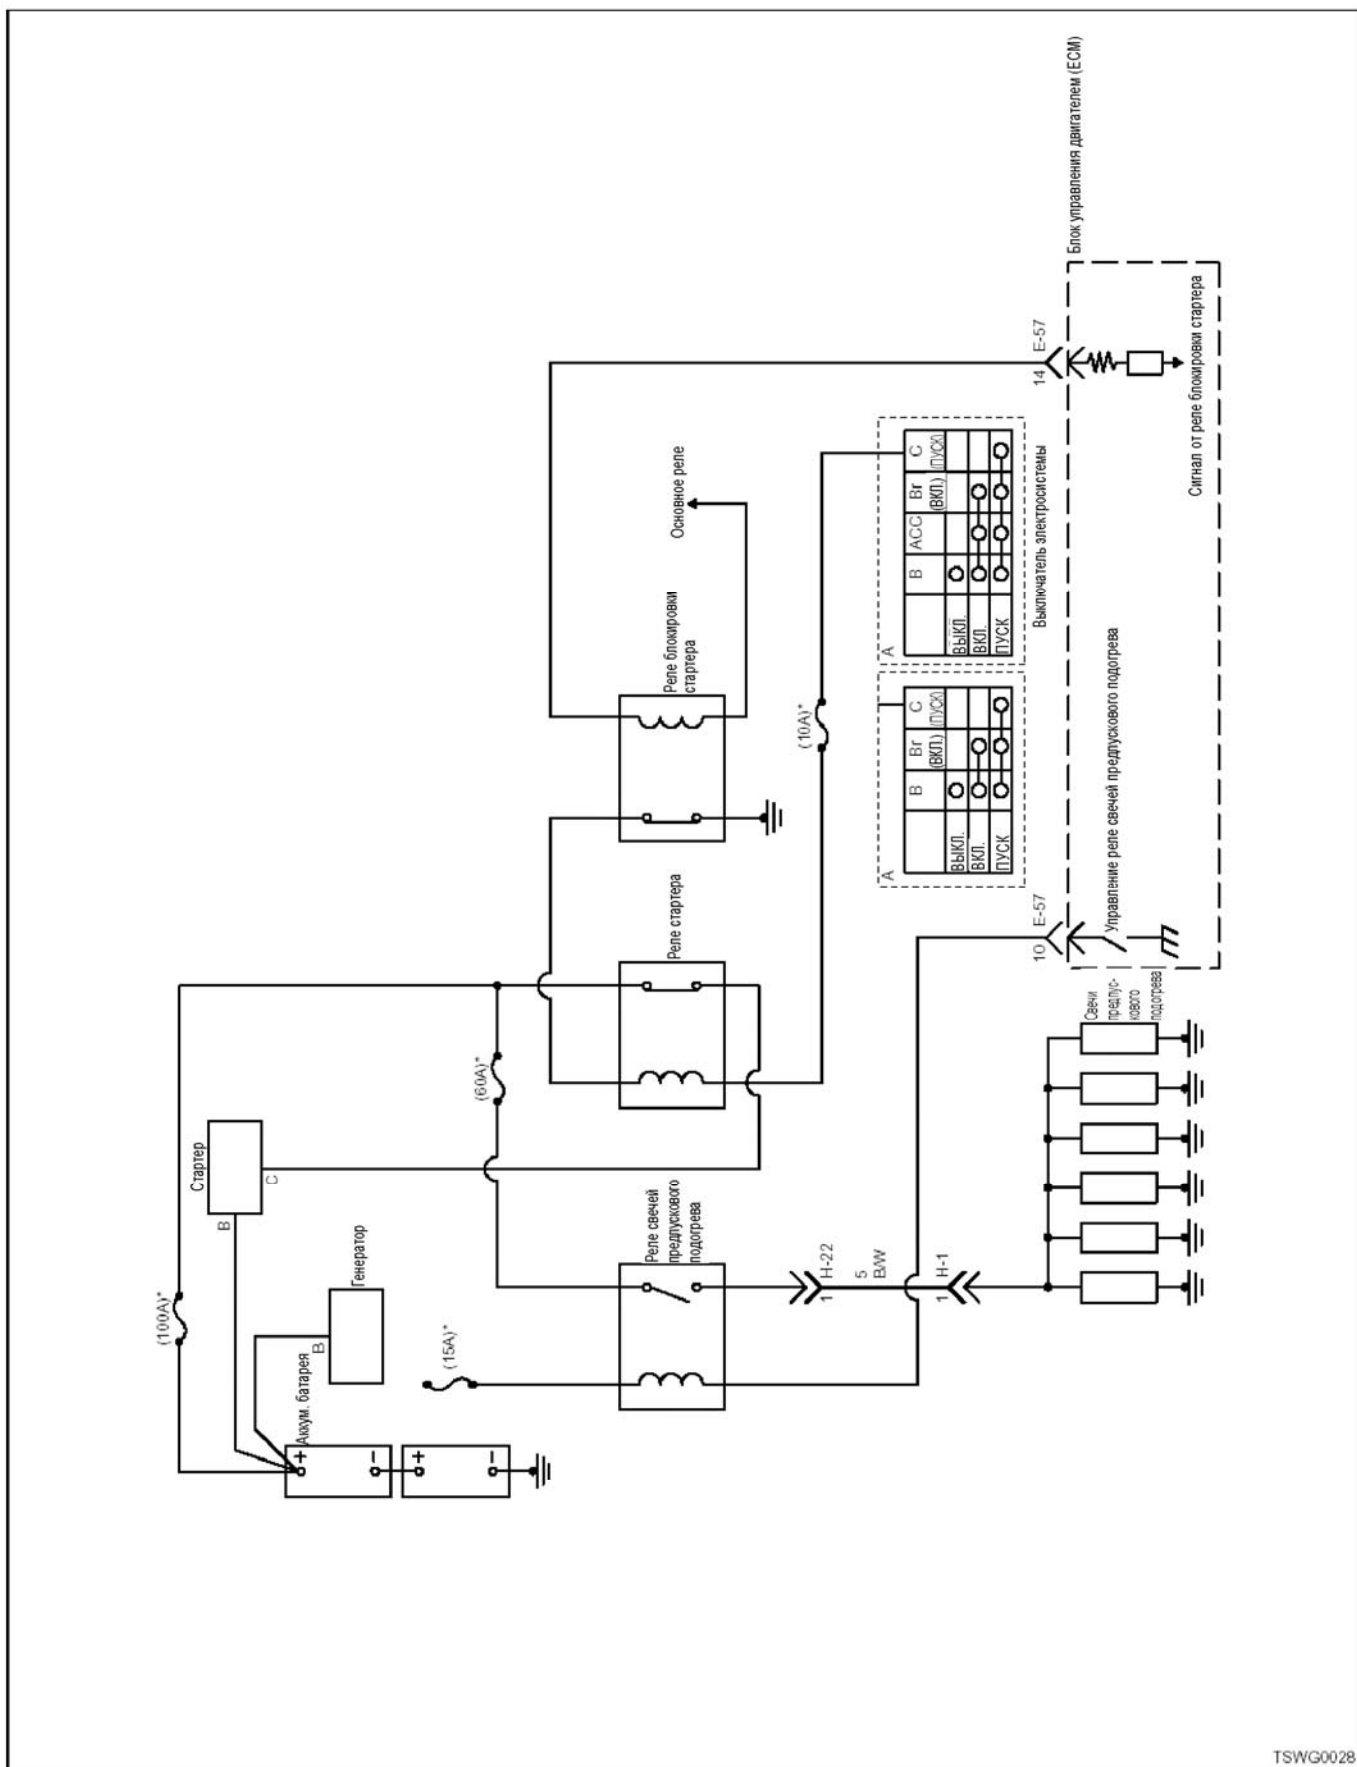 (100A)*
Стартер
B
C
Генератор
B
Аккум. батарея
+
−
+
−
(15A)*
(60A)*
Реле свечей
предпускового
подогрева
Реле стартера
Реле блокировки
стартера
Основное реле
(10A)*
1
H-22
5
B/W
1
H-1
A
B
Br
(ВКЛ.)
C
(ПУСК)
ВЫКЛ.
ВКЛ.
ПУСК
A
B
ACC
Br
(ВКЛ.)
C
(ПУСК)
ВЫКЛ.
ВКЛ.
ПУСК
Выключатель электросистемы
10
E-57
14
E-57
Блок управления двигателем (ECM)
Управление реле свечей предпускового подогрева
Сигнал от реле блокировки стартера
Свечи
предпус-
кового
подогрева
TSWG0028